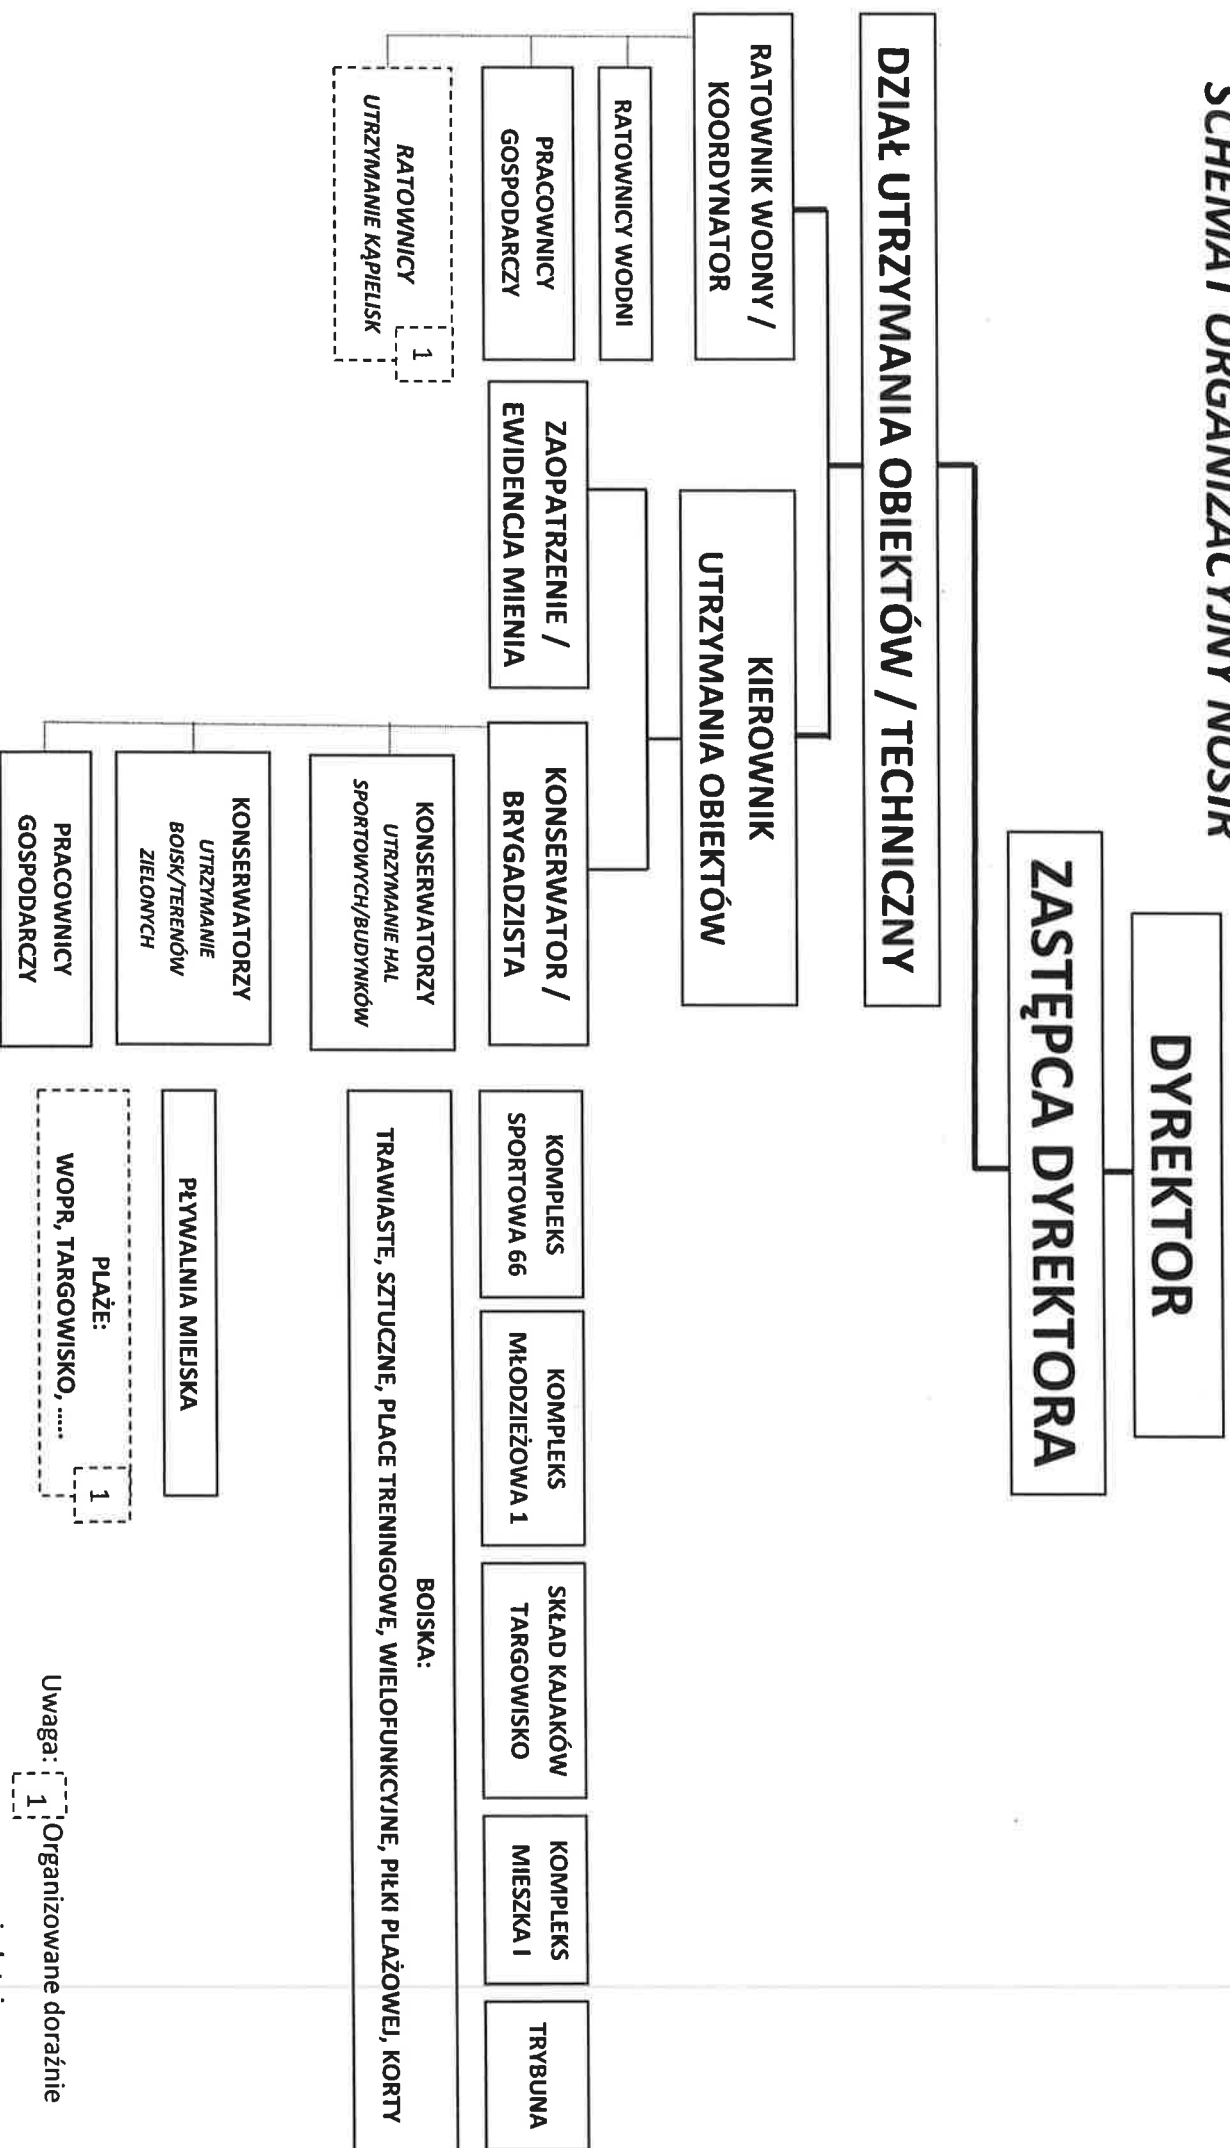 SCHEMAT ORGANIZACYJNY NOSIR
DYREKTOR
ZASTĘPCA DYREKTORA
DZIAŁ UTRZYMANIA OBIEKTÓW / TECHNICZNY
RATOWNIK WODNY /
KOORDYNATOR
RATOWNICY WODNI
PRACOWNICY
GOSPODARCZY
RATOWNICY
UTRZYMANIE KĄPIELISK
1
KIEROWNIK
UTRZYMANIA OBIEKTÓW
ZAOPATRZENIE /
EWIDENCJA MIENIA
KONSERWATOR /
BRYGADZISTA
KONSERWATORZY
UTRZYMANIE HAL
SPORTOWYCH/BUDYNKÓW
KONSERWATORZY
UTRZYMANIE
BOISK/TERENÓW
ZIELONYCH
PRACOWNICY
GOSPODARCZY
KOMPLEKS
SPORTOWA 66
KOMPLEKS
MŁODZIEŻOWA 1
SKŁAD KAJAKÓW
TARGOWISKO
KOMPLEKS
MIESZKA I
TRYBUNA
BOISKA:
TRAWIASTE, SZTUCZNE, PLACE TRENINGOWE, WIELOFUNKCYJNE, PIŁKI PLAŻOWEJ, KORTY
PŁYWALNIA MIEJSKA
PLAŻE:
WOPR, TARGOWISKO, .....
1
Uwaga: 1 Organizowane doraźnie